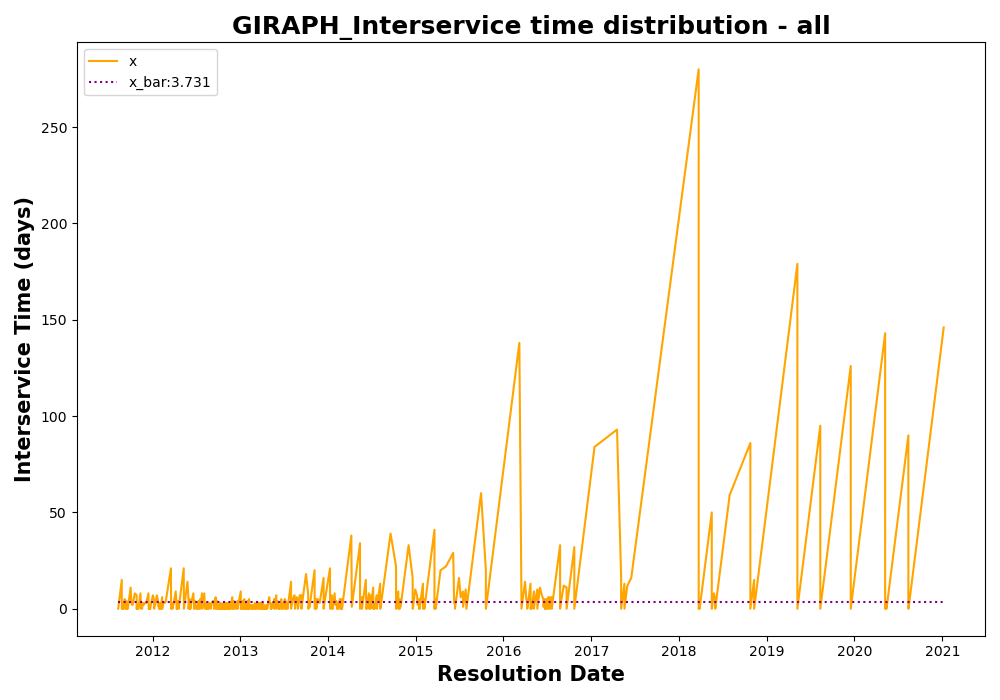 GIRAPH_Interservice time distribution - all
x
x_bar:3.731
Interservice Time (days)
250
200
150
100
50
0
2012 2013 2014 2015 2016 2017 2018 2019 2020 2021
Resolution Date